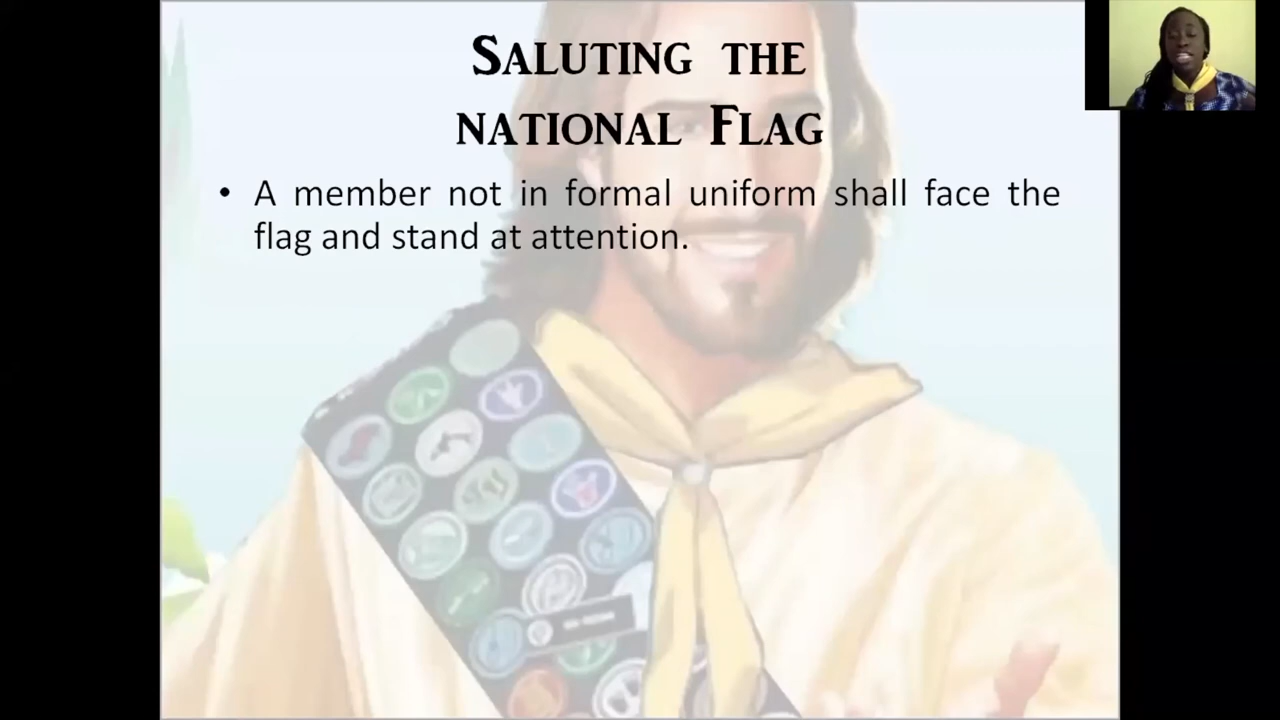 Saluting the
national Flag
• A member not in formal uniform shall face the
flag and stand at attention.